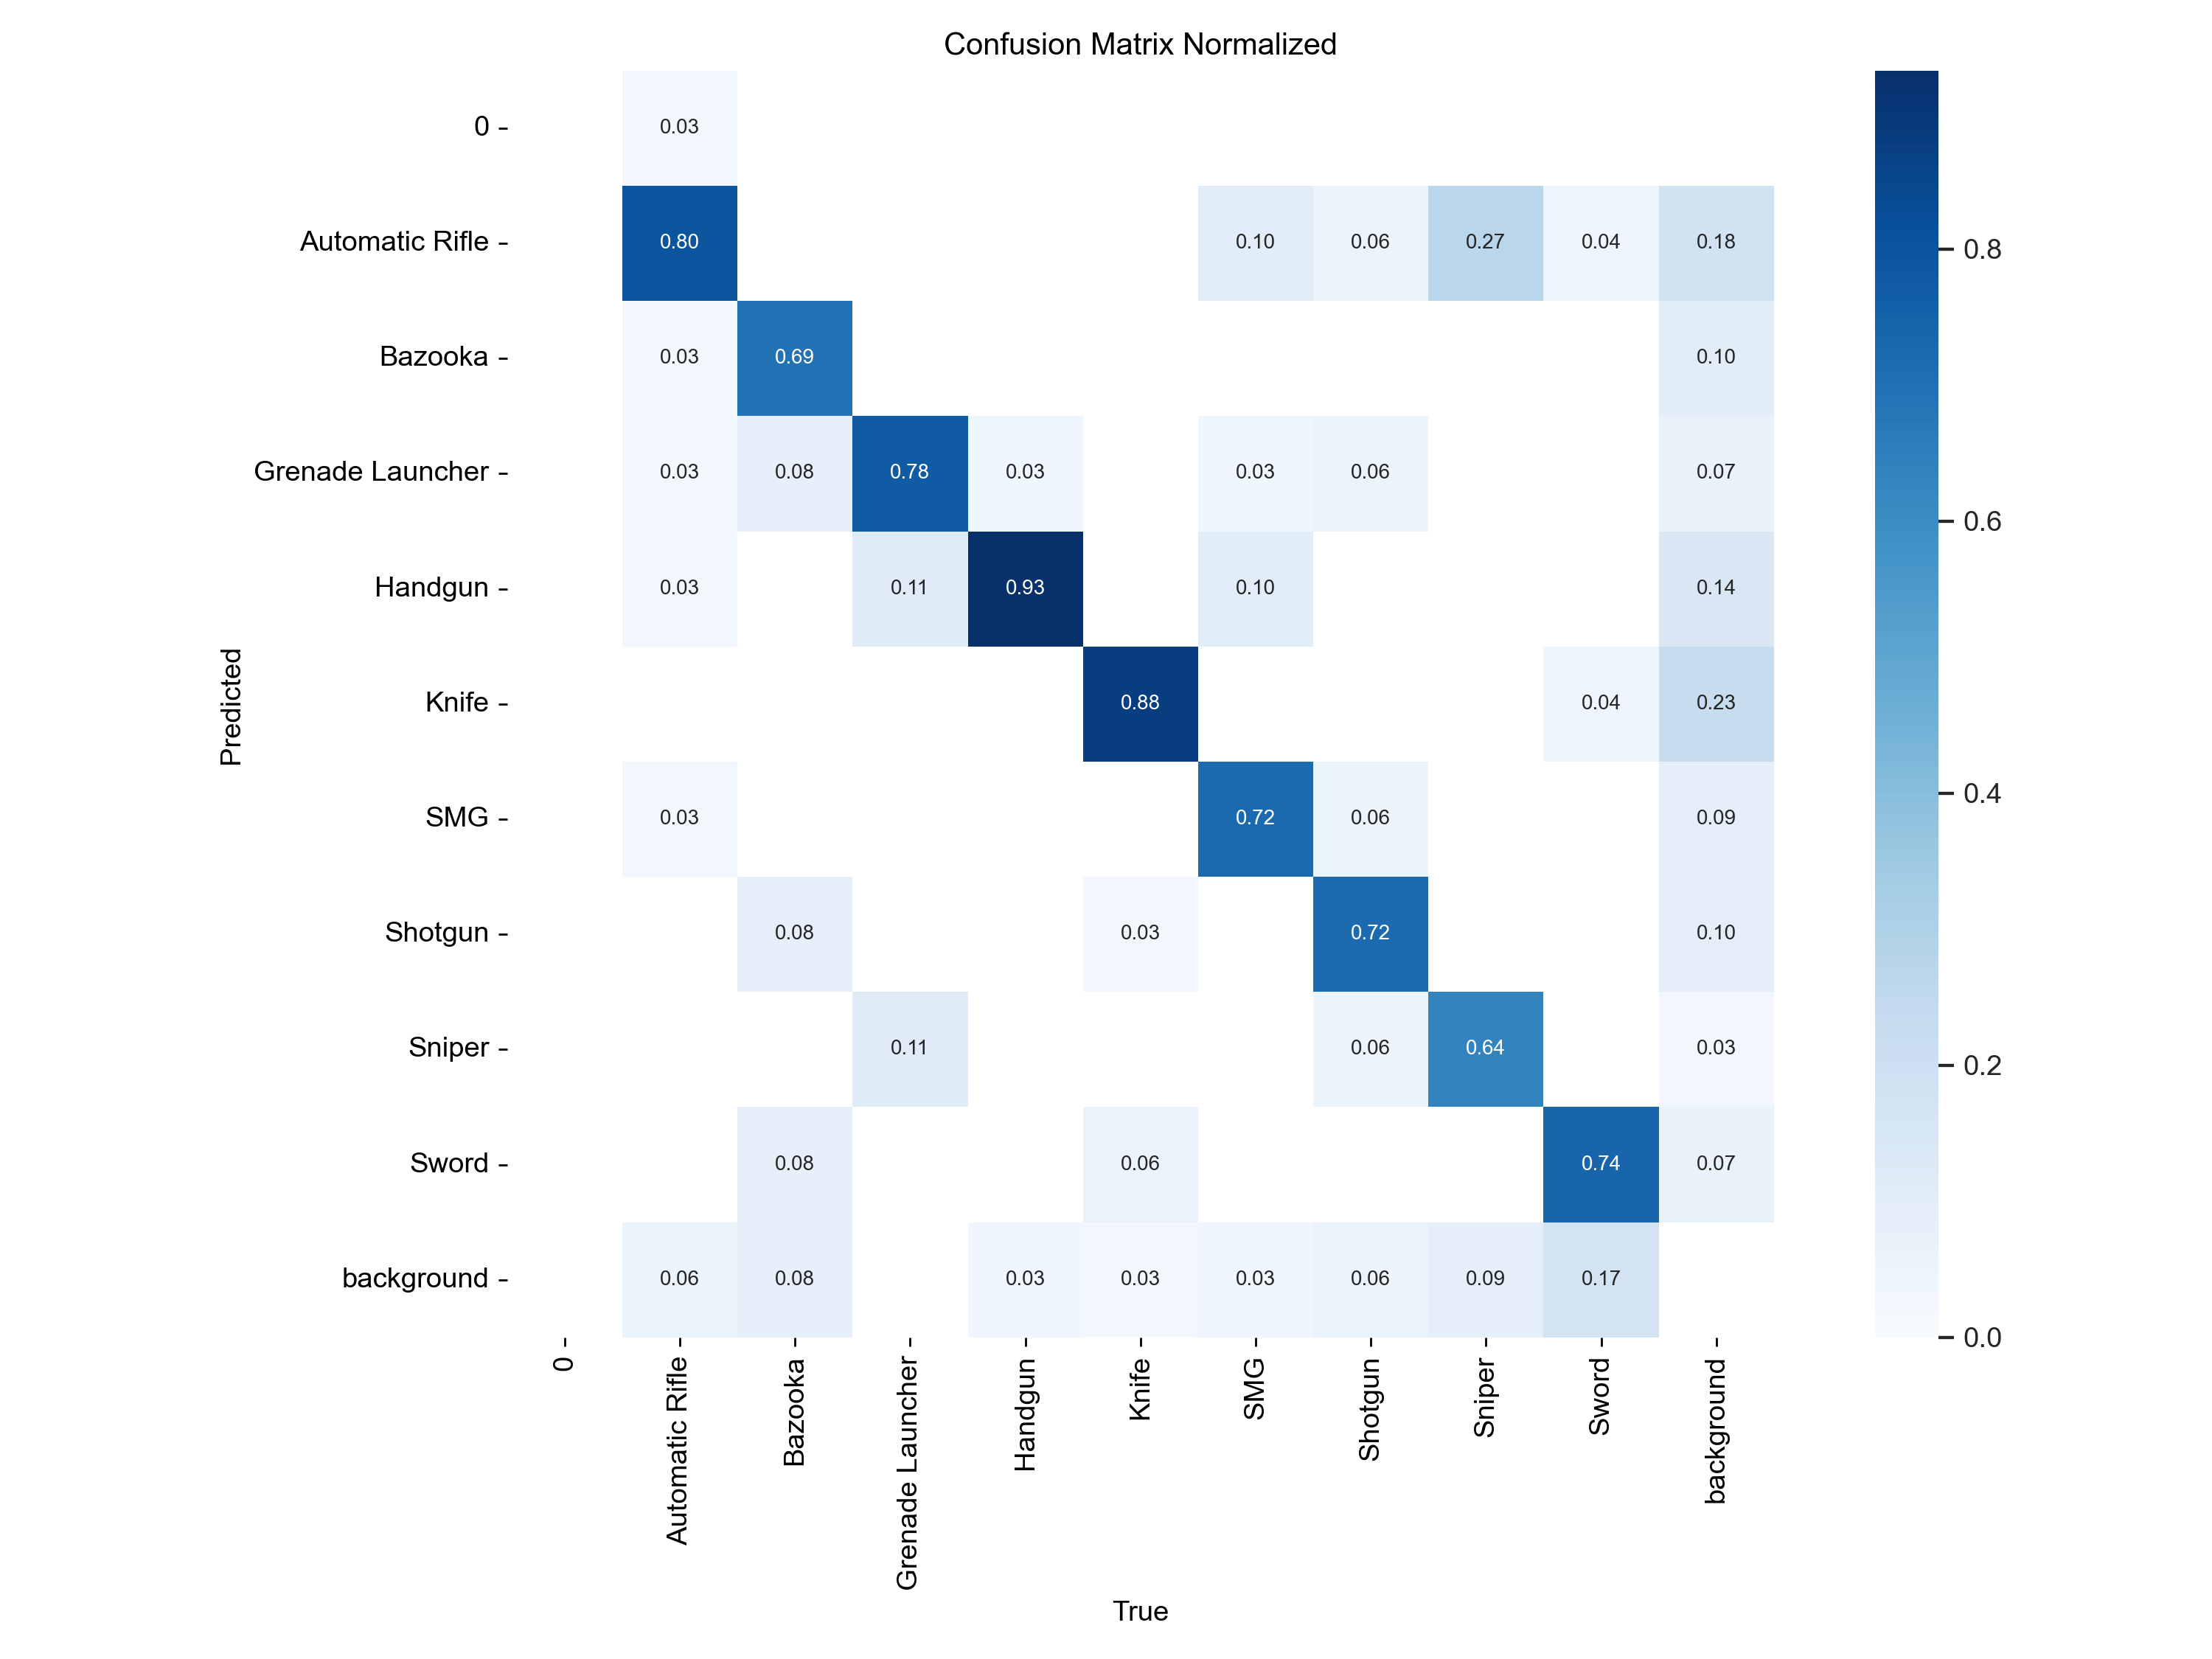 Confusion Matrix Normalized
0 0.03
Automatic Rifle 0.80 0.10 0.06 0.27 0.04 0.18
Bazooka 0.03 0.69 0.10
Grenade Launcher 0.03 0.08 0.78 0.03 0.03 0.06 0.07
Handgun 0.03 0.11 0.93 0.10 0.14
Knife 0.88 0.04 0.23
SMG 0.03 0.72 0.06 0.09
Shotgun 0.08 0.03 0.72 0.10
Sniper 0.11 0.06 0.64 0.03
Sword 0.08 0.06 0.74 0.07
background 0.06 0.08 0.03 0.03 0.03 0.06 0.09 0.17
Predicted
0 Automatic Rifle Bazooka Grenade Launcher Handgun Knife SMG Shotgun Sniper Sword background
True
0.8
0.6
0.4
0.2
0.0